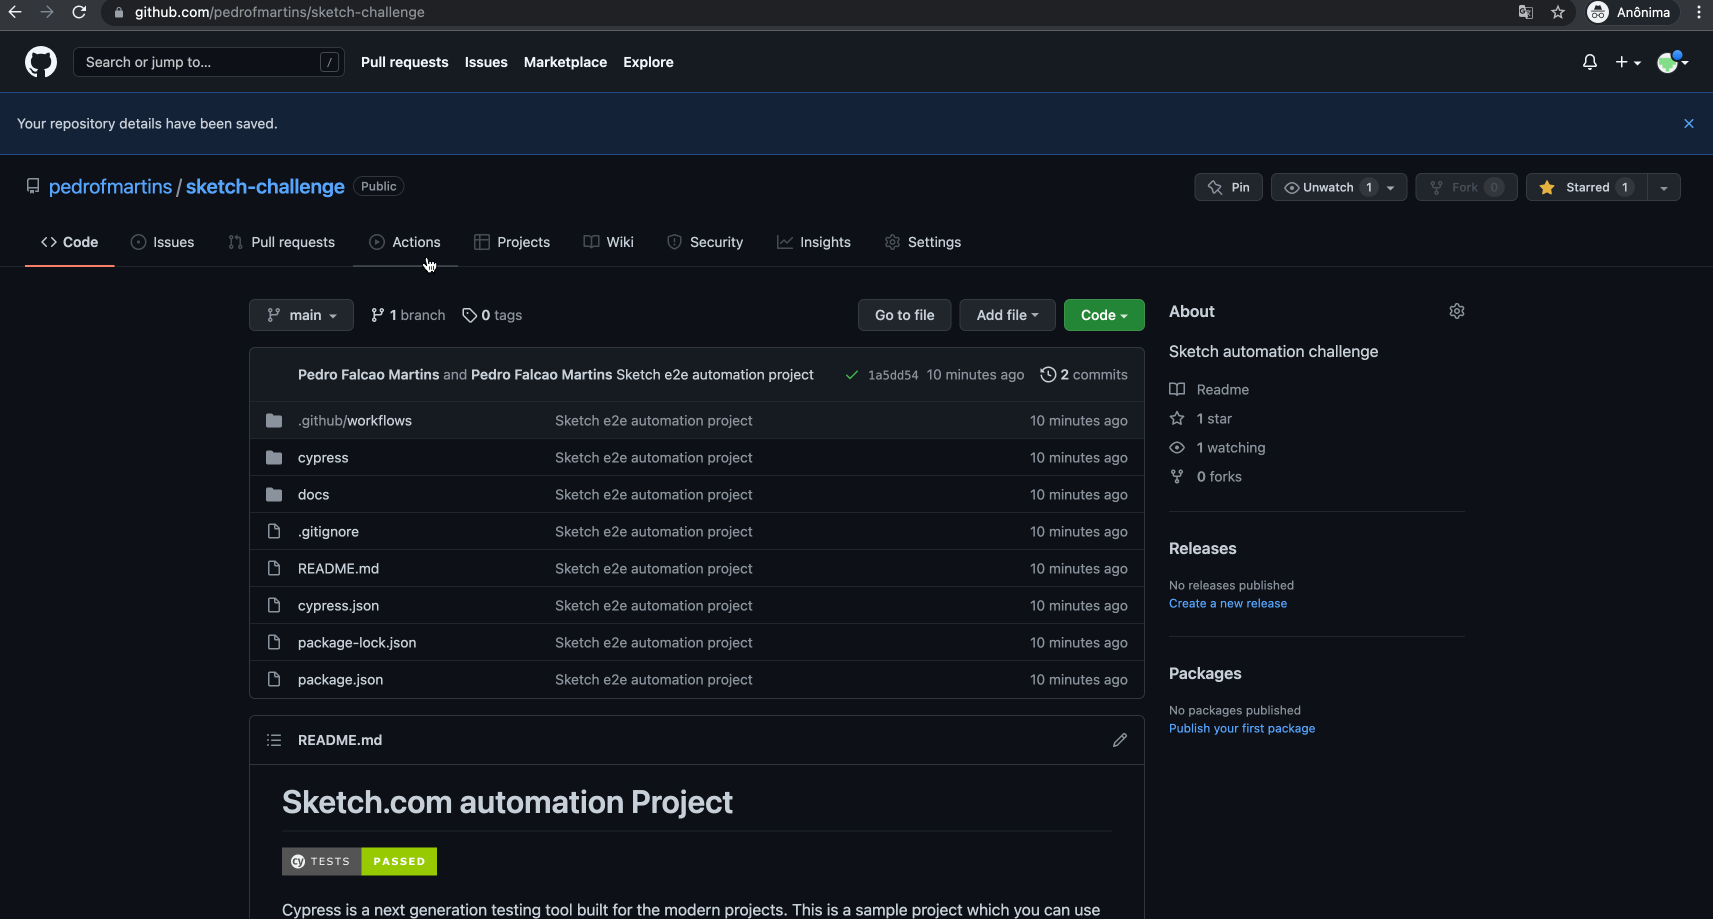 github.com/pedrofmartins/sketch-challenge
Anônima
Search or jump to...
/
Pull requests
Issues
Marketplace
Explore
Your repository details have been saved.
pedrofmartins / sketch-challenge
Public
Pin
Unwatch 1
Fork 0
Starred 1
<> Code
Issues
Pull requests
Actions
Projects
Wiki
Security
Insights
Settings
main
1 branch
0 tags
Go to file
Add file
Code
Pedro Falcao Martins and Pedro Falcao Martins Sketch e2e automation project
1a5dd54 10 minutes ago
2 commits
.github/workflows Sketch e2e automation project 10 minutes ago
cypress Sketch e2e automation project 10 minutes ago
docs Sketch e2e automation project 10 minutes ago
.gitignore Sketch e2e automation project 10 minutes ago
README.md Sketch e2e automation project 10 minutes ago
cypress.json Sketch e2e automation project 10 minutes ago
package-lock.json Sketch e2e automation project 10 minutes ago
package.json Sketch e2e automation project 10 minutes ago
README.md
Sketch.com automation Project
cy TESTS PASSED
Cypress is a next generation testing tool built for the modern projects. This is a sample project which you can use
About
Sketch automation challenge
Readme
1 star
1 watching
0 forks
Releases
No releases published
Create a new release
Packages
No packages published
Publish your first package